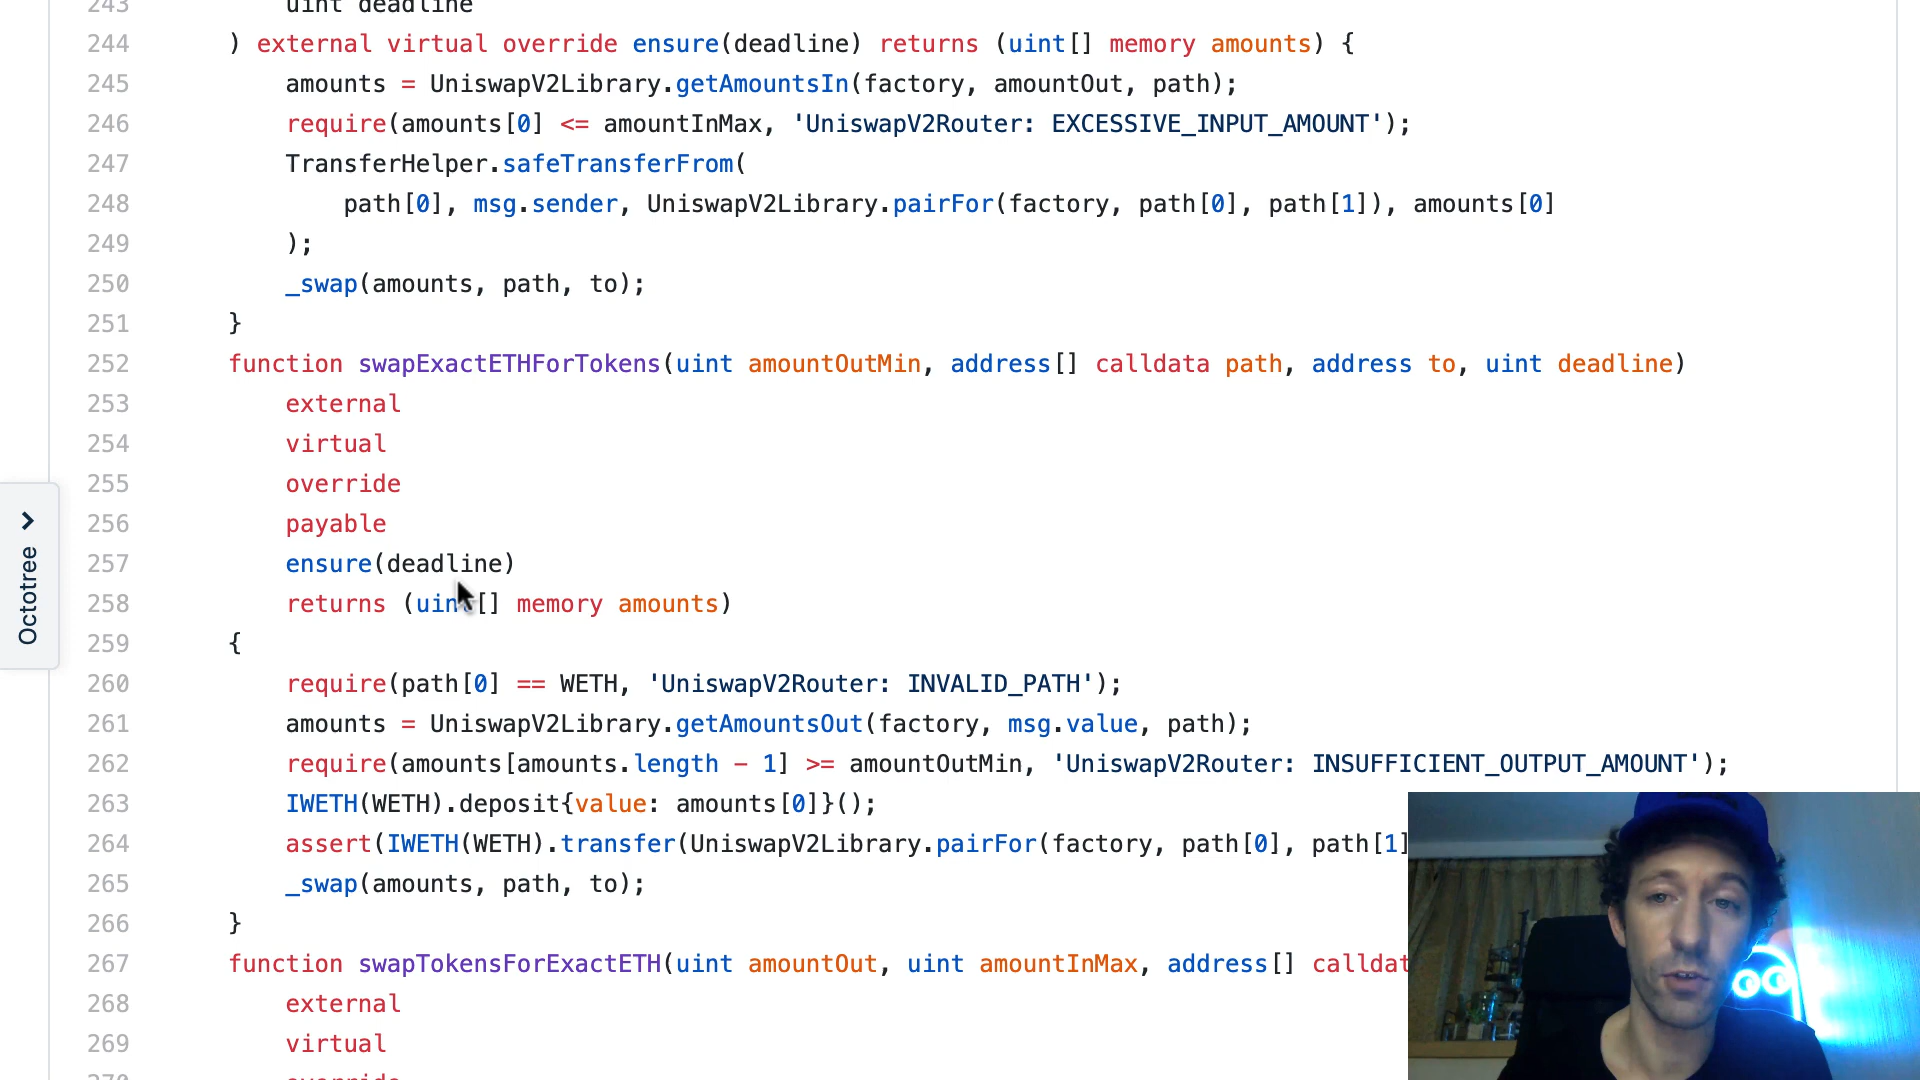 243 uint deadline
244 ) external virtual override ensure(deadline) returns (uint[] memory amounts) {
245 amounts = UniswapV2Library.getAmountsIn(factory, amountOut, path);
246 require(amounts[0] <= amountInMax, 'UniswapV2Router: EXCESSIVE_INPUT_AMOUNT');
247 TransferHelper.safeTransferFrom(
248 path[0], msg.sender, UniswapV2Library.pairFor(factory, path[0], path[1]), amounts[0]
249 );
250 _swap(amounts, path, to);
251 }
252 function swapExactETHForTokens(uint amountOutMin, address[] calldata path, address to, uint deadline)
253 external
254 virtual
255 override
256 payable
257 ensure(deadline)
258 returns (uint[] memory amounts)
259 {
260 require(path[0] == WETH, 'UniswapV2Router: INVALID_PATH');
261 amounts = UniswapV2Library.getAmountsOut(factory, msg.value, path);
262 require(amounts[amounts.length - 1] >= amountOutMin, 'UniswapV2Router: INSUFFICIENT_OUTPUT_AMOUNT');
263 IWETH(WETH).deposit{value: amounts[0]}();
264 assert(IWETH(WETH).transfer(UniswapV2Library.pairFor(factory, path[0], path[1]
265 _swap(amounts, path, to);
266 }
267 function swapTokensForExactETH(uint amountOut, uint amountInMax, address[] calldat
268 external
269 virtual
270 override
Octotree